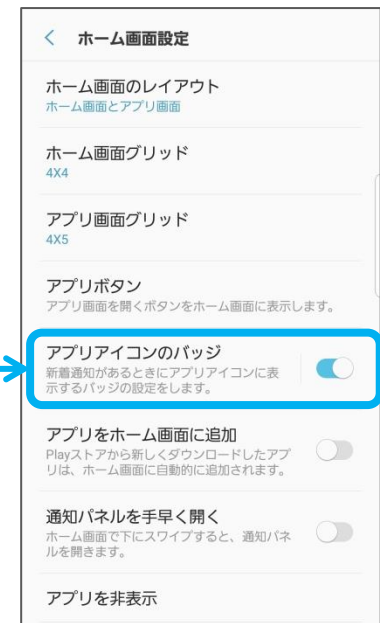 ホーム画面設定
ホーム画面のレイアウト
ホーム画面とアプリ画面
ホーム画面グリッド
4X4
アプリ画面グリッド
4X5
アプリボタン
アプリ画面を開くボタンをホーム画面に表示します。
アプリアイコンのバッジ
新着通知があるときにアプリアイコンに表
示するバッジの設定をします。
アプリをホーム画面に追加
Playストアから新しくダウンロードしたアプ
リは、ホーム画面に自動的に追加されます。
通知パネルを手早く開く
ホーム画面で下にスワイプすると、通知パネ
ルを開きます。
アプリを非表示